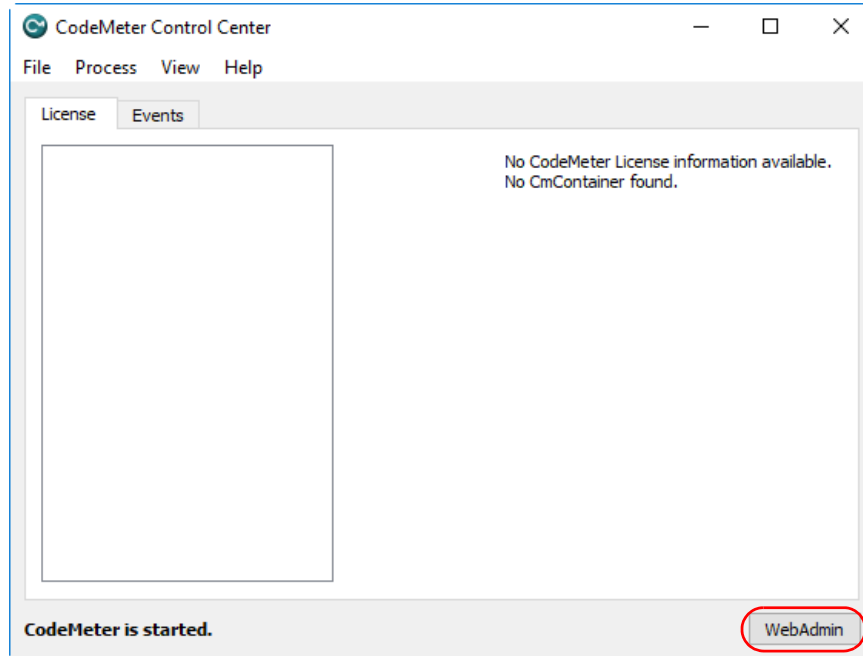 CodeMeter Control Center
File Process View Help
License Events
No CodeMeter License information available.
No CmContainer found.
CodeMeter is started.
WebAdmin